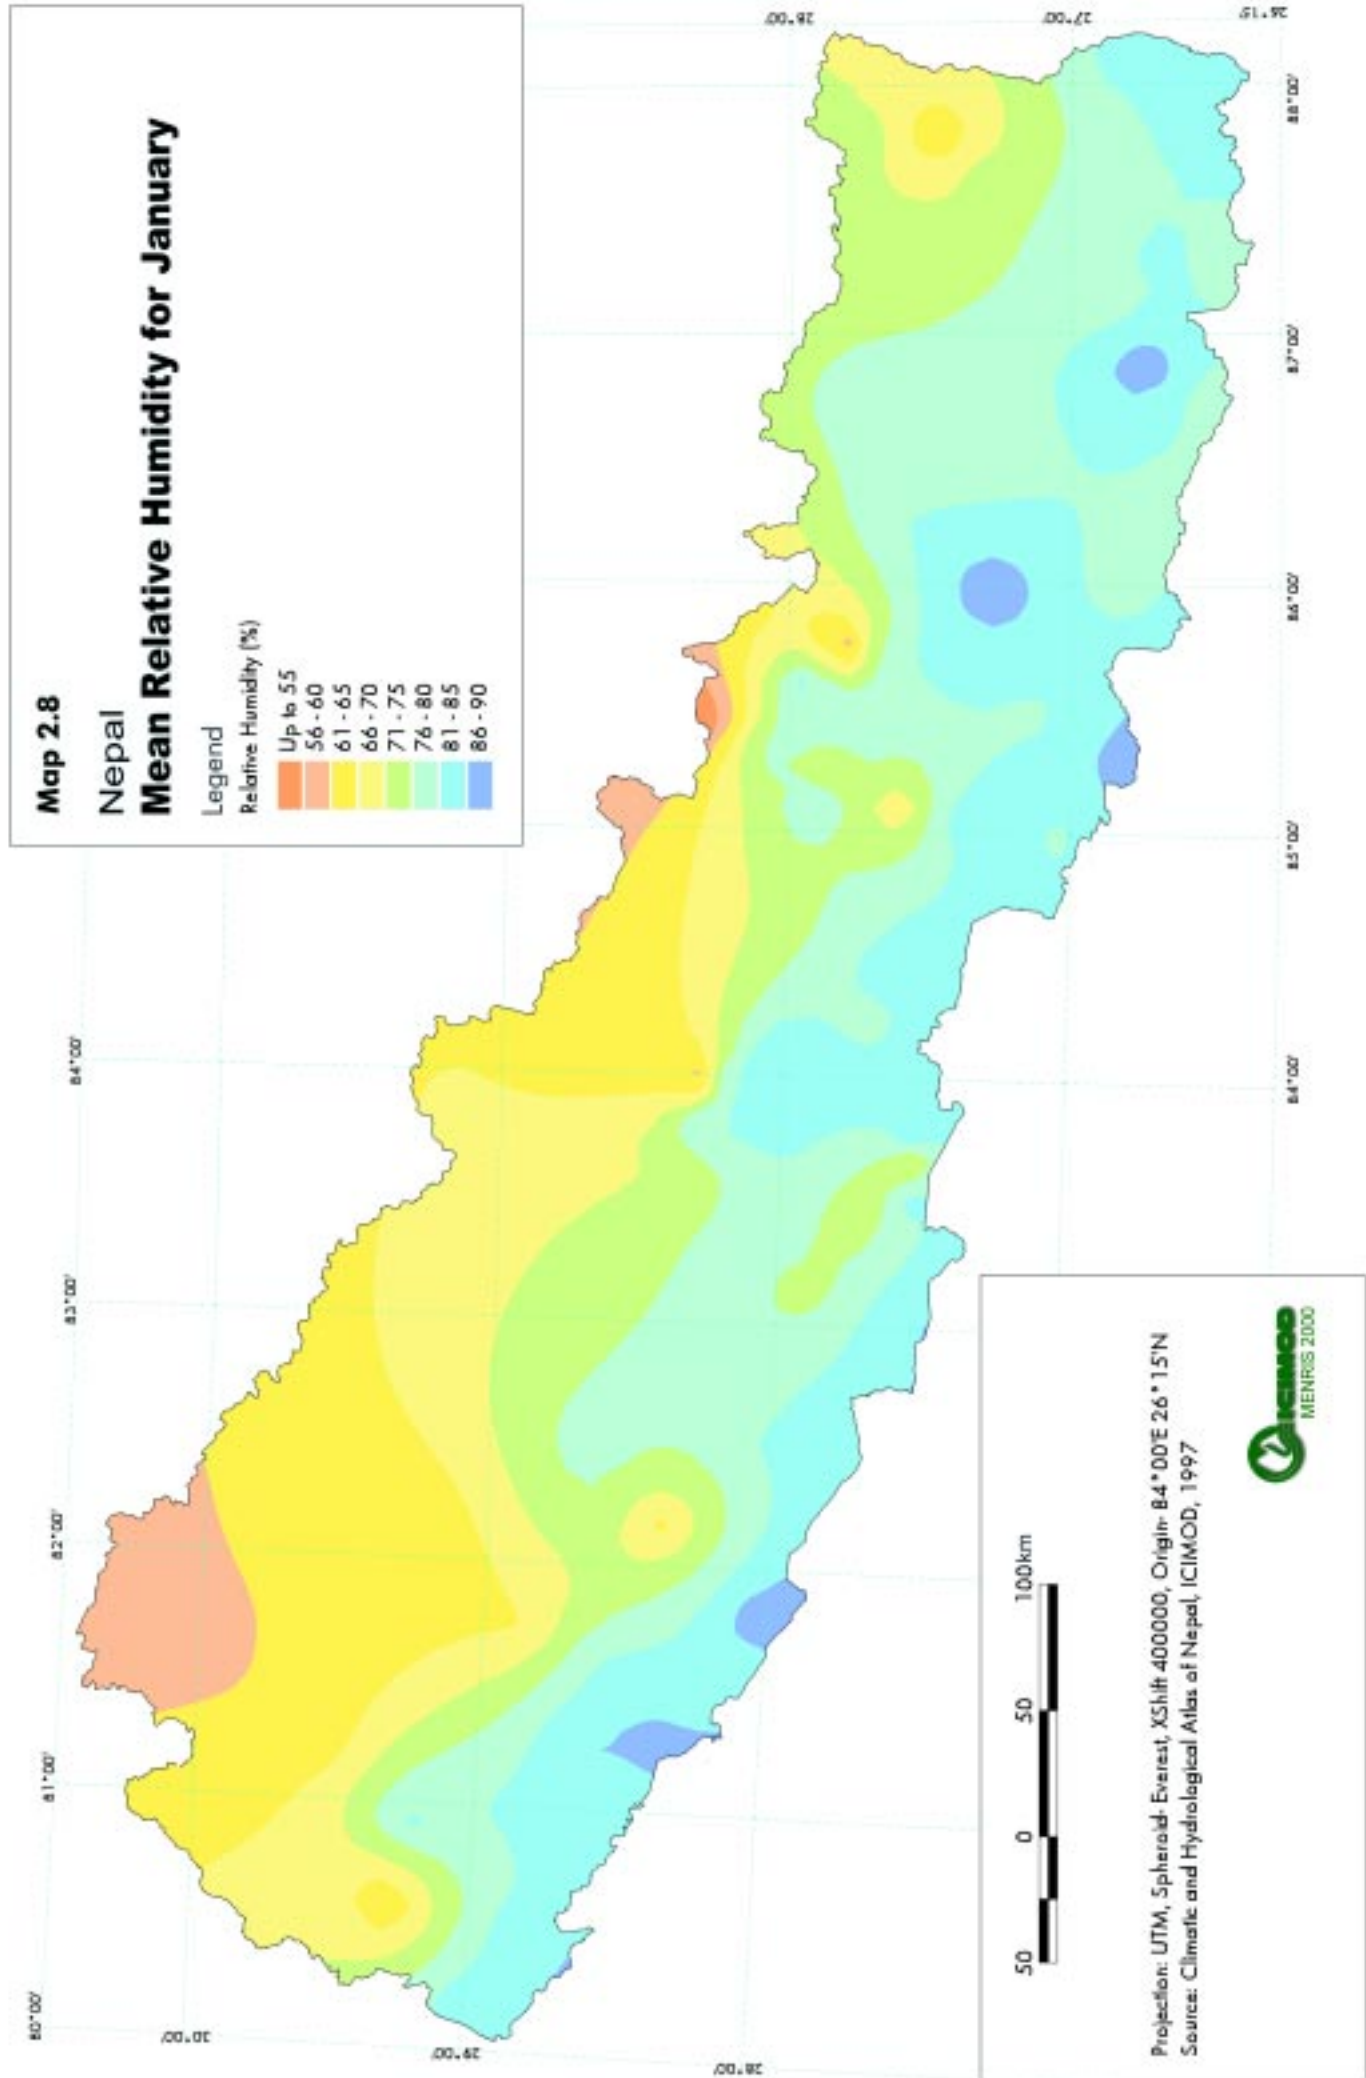 Map 2.8
Nepal
Mean Relative Humidity for January
Legend
Relative Humidity (%)
Up to 55
56 - 60
61 - 65
66 - 70
71 - 75
76 - 80
81 - 85
86 - 90
80°00'
81°00'
82°00'
83°00'
84°00'
30°00'
29°00'
28°00'
28°00'
27°00'
26°15'
84°00'
85°00'
86°00'
87°00'
88°00'
50 0 50 100km
Projection: UTM, Spheroid- Everest, XShift 400000, Origin- 84°00'E 26°15'N
Source: Climatic and Hydrological Atlas of Nepal, ICIMOD, 1997
ICIMOD
MENRIS 2000